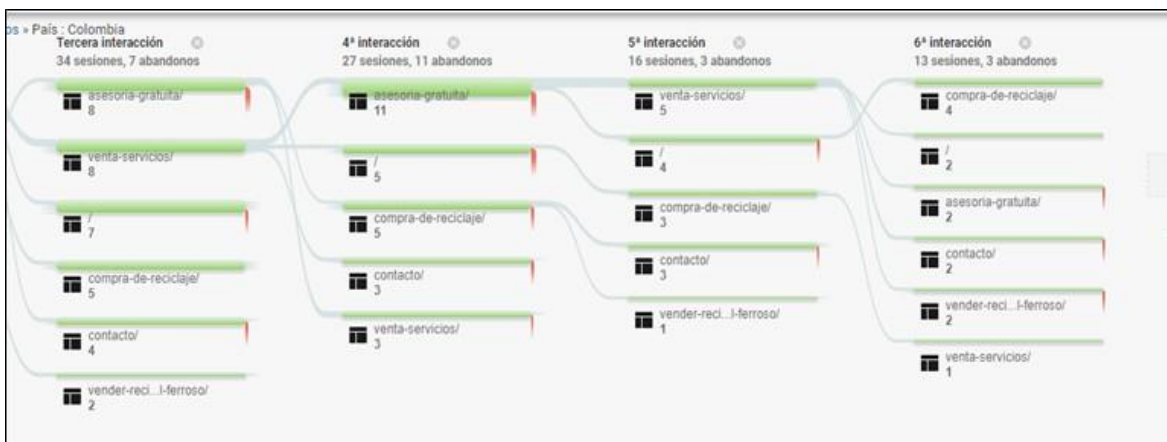 os » País : Colombia
Tercera interacción
34 sesiones, 7 abandonos
asesoria-gratuita/
8
venta-servicios/
8
/
7
compra-de-reciclaje/
5
contacto/
4
vender-reci...l-ferroso/
2
4ª interacción
27 sesiones, 11 abandonos
asesoria-gratuita/
11
/
5
compra-de-reciclaje/
5
contacto/
3
venta-servicios/
3
5ª interacción
16 sesiones, 3 abandonos
venta-servicios/
5
/
4
compra-de-reciclaje/
3
contacto/
3
vender-reci...l-ferroso/
1
6ª interacción
13 sesiones, 3 abandonos
compra-de-reciclaje/
4
/
2
asesoria-gratuita/
2
contacto/
2
vender-reci...l-ferroso/
2
venta-servicios/
1